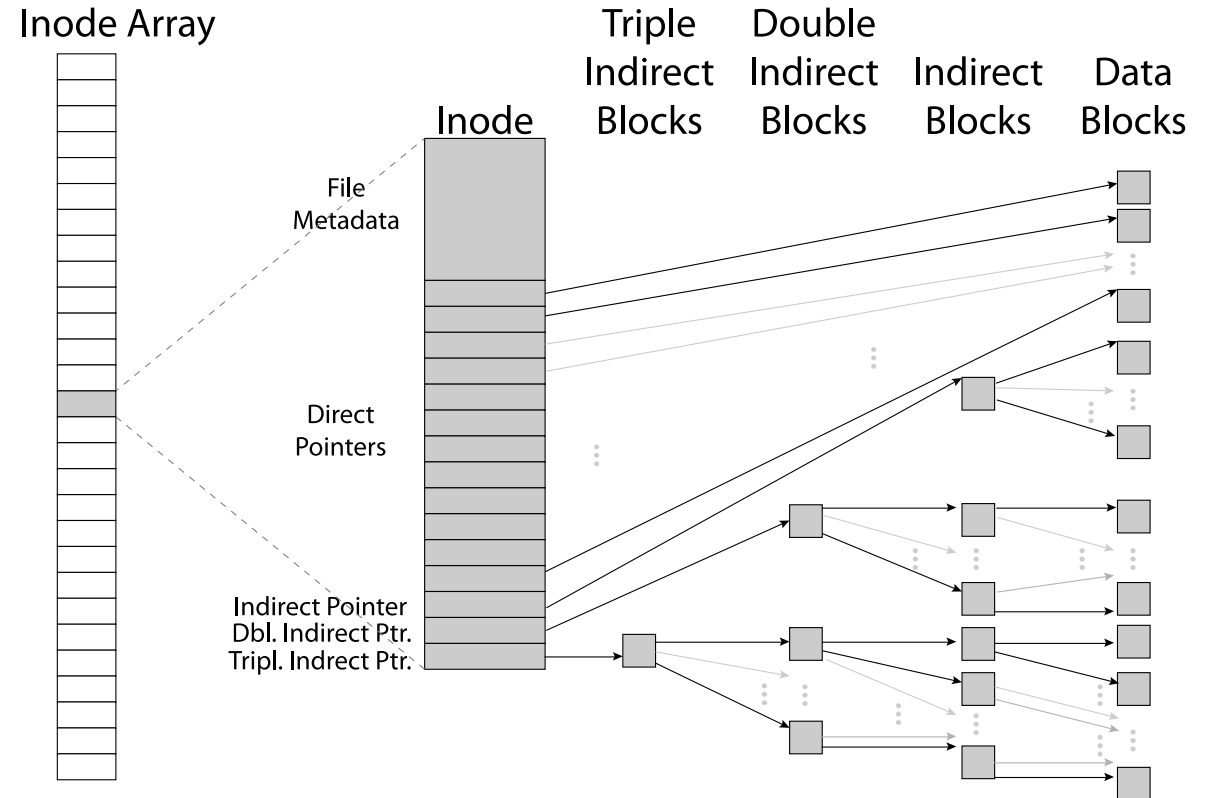 Inode Array
Triple
Indirect
Blocks
Double
Indirect
Blocks
Indirect
Blocks
Data
Blocks
Inode
File
Metadata
Direct
Pointers
Indirect Pointer
Dbl. Indirect Ptr.
Tripl. Indrect Ptr.